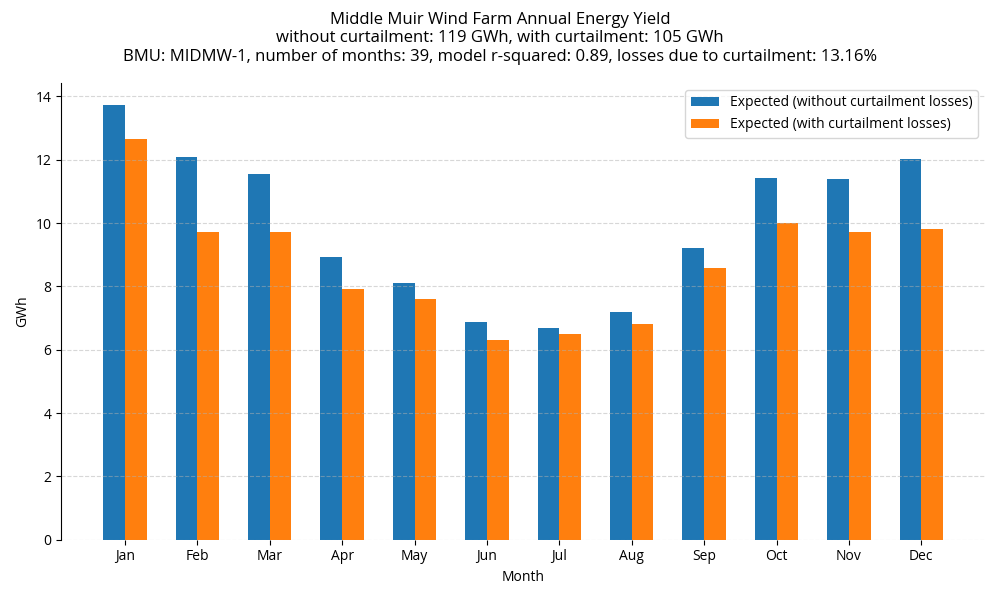 Middle Muir Wind Farm Annual Energy Yield
without curtailment: 119 GWh, with curtailment: 105 GWh
BMU: MIDMW-1, number of months: 39, model r-squared: 0.89, losses due to curtailment: 13.16%
Expected (without curtailment losses)
Expected (with curtailment losses)
14
12
10
8
6
4
2
0
GWh
Jan Feb Mar Apr May Jun Jul Aug Sep Oct Nov Dec
Month